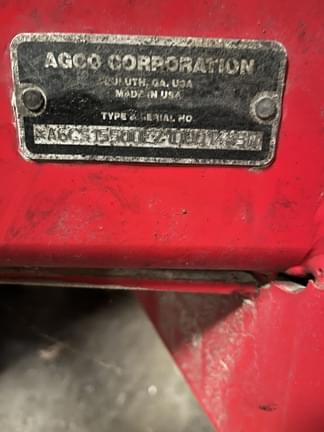 AGCO CORPORATION
DULUTH, GA. USA
MADE IN USA
TYPE & SERIAL NO